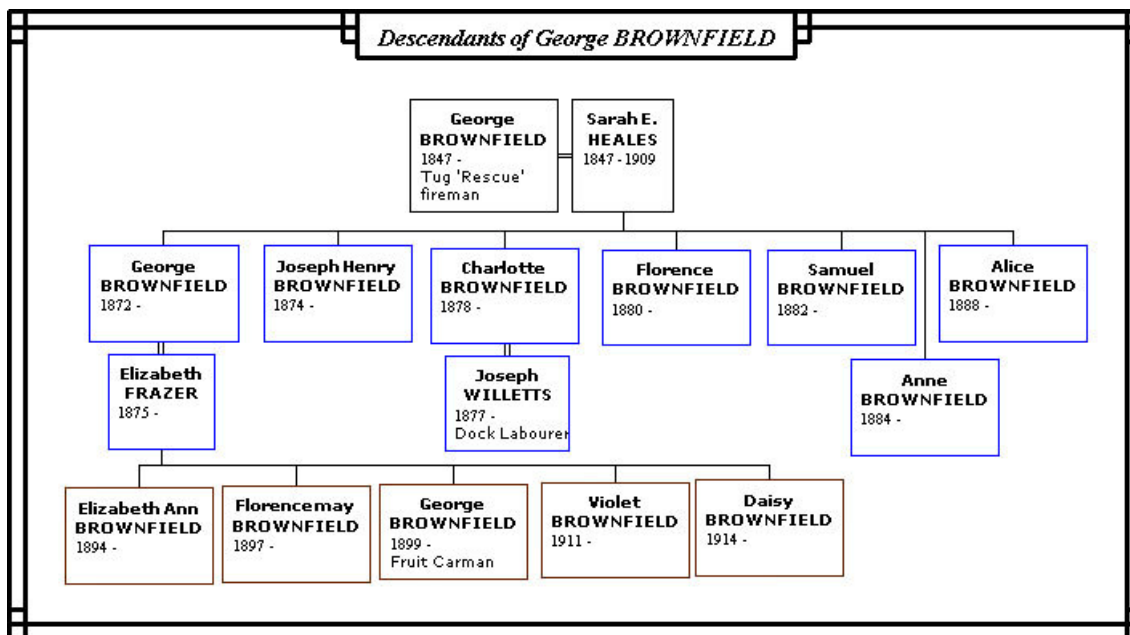 Descendants of George BROWNFIELD
George
BROWNFIELD
1847 -
Tug 'Rescue'
fireman
Sarah E.
HEALES
1847 - 1909
George
BROWNFIELD
1872 -
Joseph Henry
BROWNFIELD
1874 -
Charlotte
BROWNFIELD
1878 -
Florence
BROWNFIELD
1880 -
Samuel
BROWNFIELD
1882 -
Alice
BROWNFIELD
1888 -
Elizabeth
FRAZER
1875 -
Joseph
WILLETTS
1877 -
Dock Labourer
Anne
BROWNFIELD
1884 -
Elizabeth Ann
BROWNFIELD
1894 -
Florencemay
BROWNFIELD
1897 -
George
BROWNFIELD
1899 -
Fruit Carman
Violet
BROWNFIELD
1911 -
Daisy
BROWNFIELD
1914 -